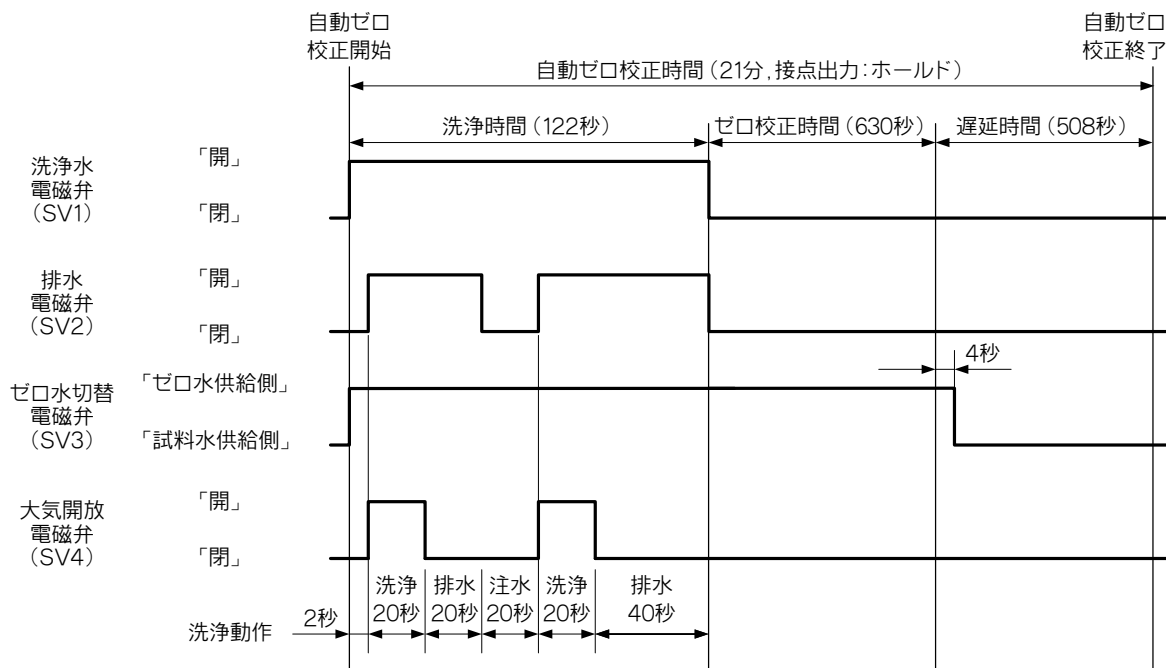 自動ゼロ
校正開始
自動ゼロ
校正終了
自動ゼロ校正時間（21分,接点出力：ホールド）
洗浄時間（122秒）
ゼロ校正時間（630秒）
遅延時間（508秒）
洗浄水
電磁弁
（SV1）
「開」
「閉」
排水
電磁弁
（SV2）
「開」
「閉」
4秒
ゼロ水切替
電磁弁
（SV3）
「ゼロ水供給側」
「試料水供給側」
大気開放
電磁弁
（SV4）
「開」
「閉」
洗浄動作
2秒
洗浄
20秒
排水
20秒
注水
20秒
洗浄
20秒
排水
40秒